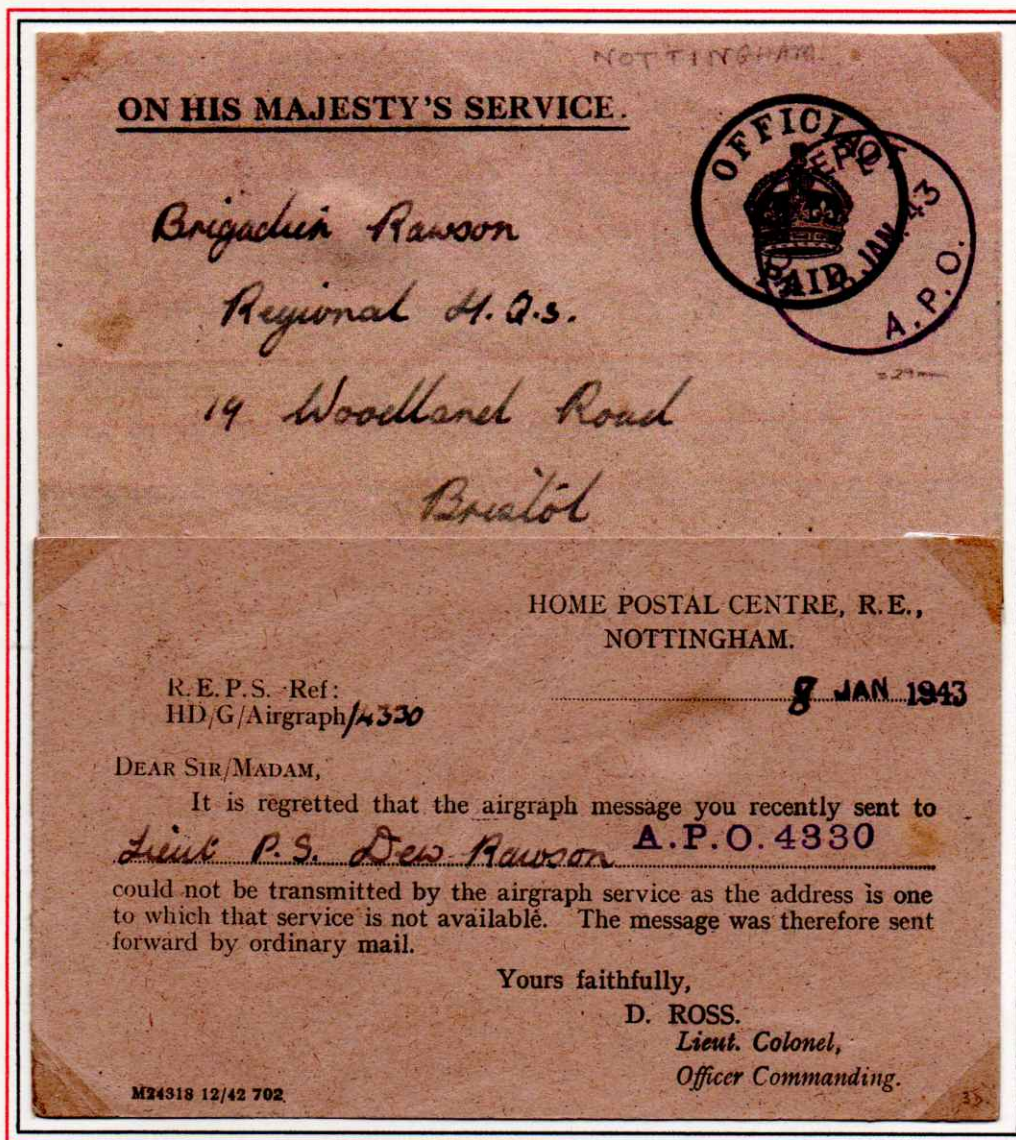 NOTTINGHAM
ON HIS MAJESTY'S SERVICE.
OFFICIAL
PAID
JAN. 43
A.P.O.
Brigadier Rawson
Regional H.Q.s.
19 Woodland Road
Bristol
HOME POSTAL CENTRE, R.E.,
NOTTINGHAM.
R.E.P.S. Ref:
8 JAN 1943
HD/G/Airgraph/4330
DEAR SIR/MADAM,
It is regretted that the airgraph message you recently sent to
Lieut P.S. Dew-Rawson A.P.O. 4330
could not be transmitted by the airgraph service as the address is one
to which that service is not available. The message was therefore sent
forward by ordinary mail.
Yours faithfully,
D. ROSS.
Lieut. Colonel,
Officer Commanding.
M24318 12/42 702